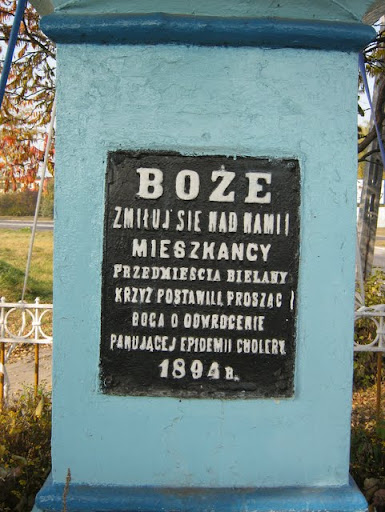 BOŻE
ZMIŁUJ SIĘ NAD NAMI!
MIESZKAŃCY
PRZEDMIEŚCIA BIELANY
KRZYŻ POSTAWILI, PROSZĄC
BOGA O ODWRÓCENIE
PANUJĄCEJ EPIDEMII CHOLERY.
1894 R.